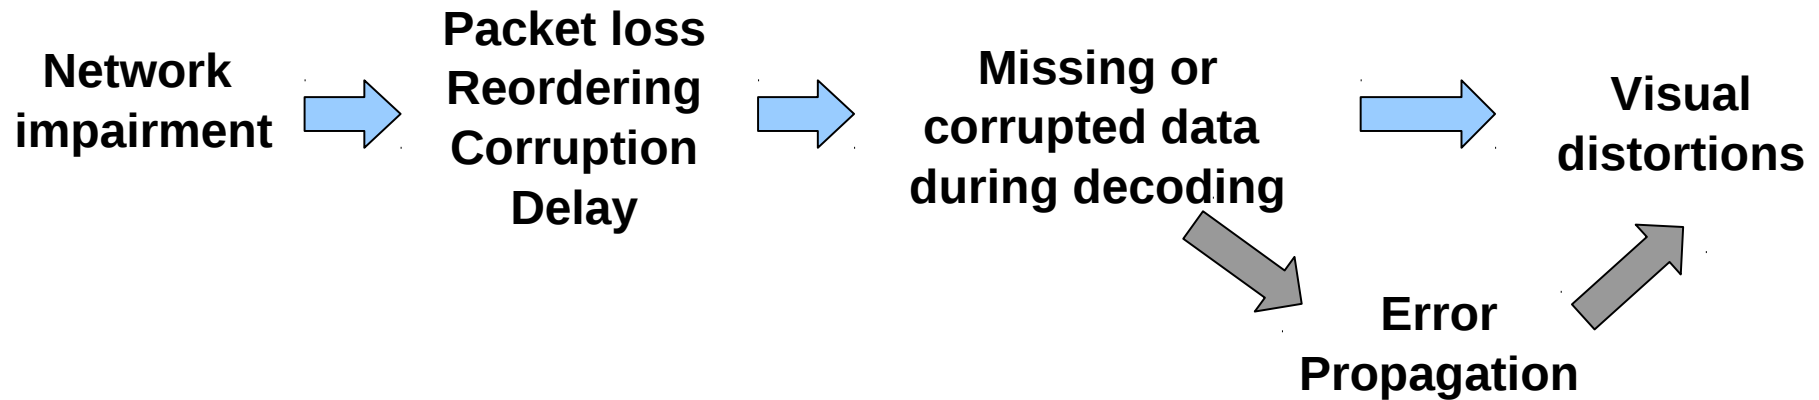 Network
impairment
Packet loss
Reordering
Corruption
Delay
Missing or
corrupted data
during decoding
Visual
distortions
Error
Propagation